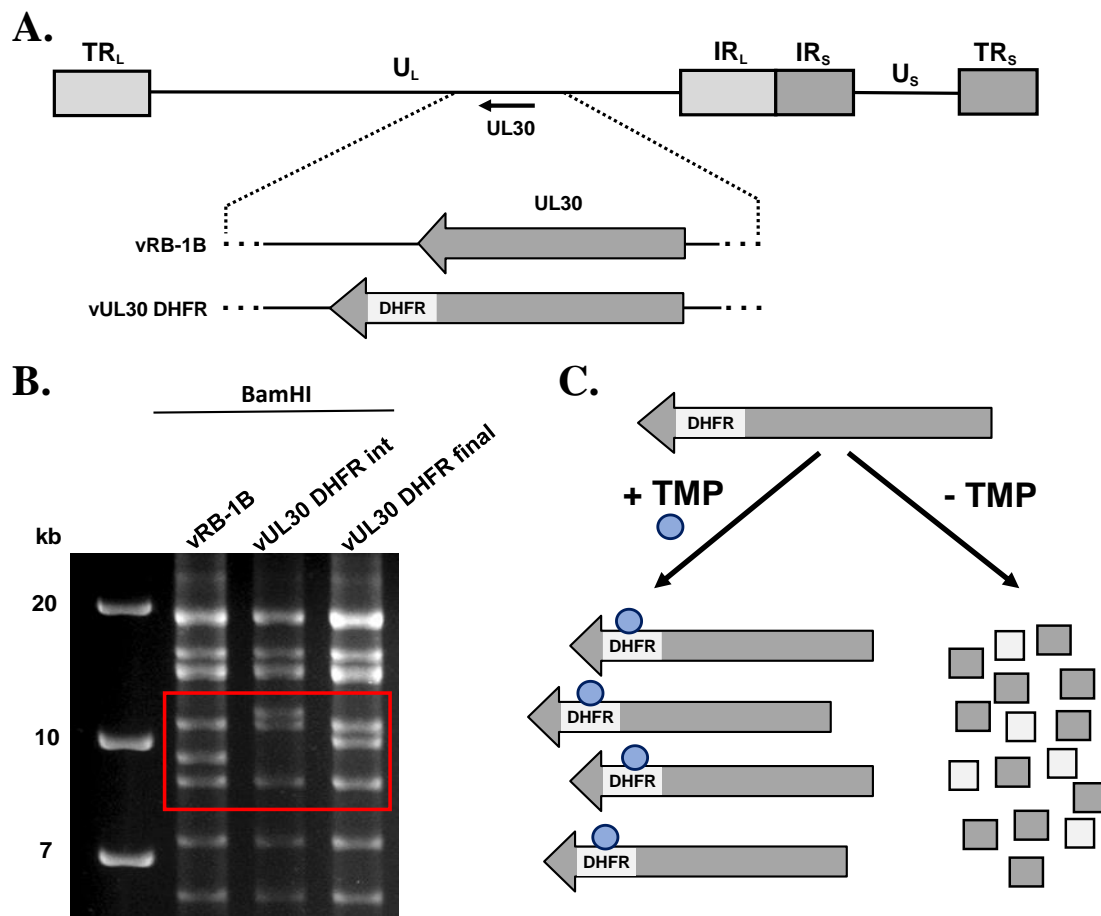 A.
TRL
UL
IRL
IRS
US
TRS
UL30
UL30
vRB-1B
vUL30 DHFR
DHFR
B.
BamHI
vRB-1B
vUL30 DHFR int
vUL30 DHFR final
kb
20
10
7
C.
DHFR
+ TMP
- TMP
DHFR
DHFR
DHFR
DHFR